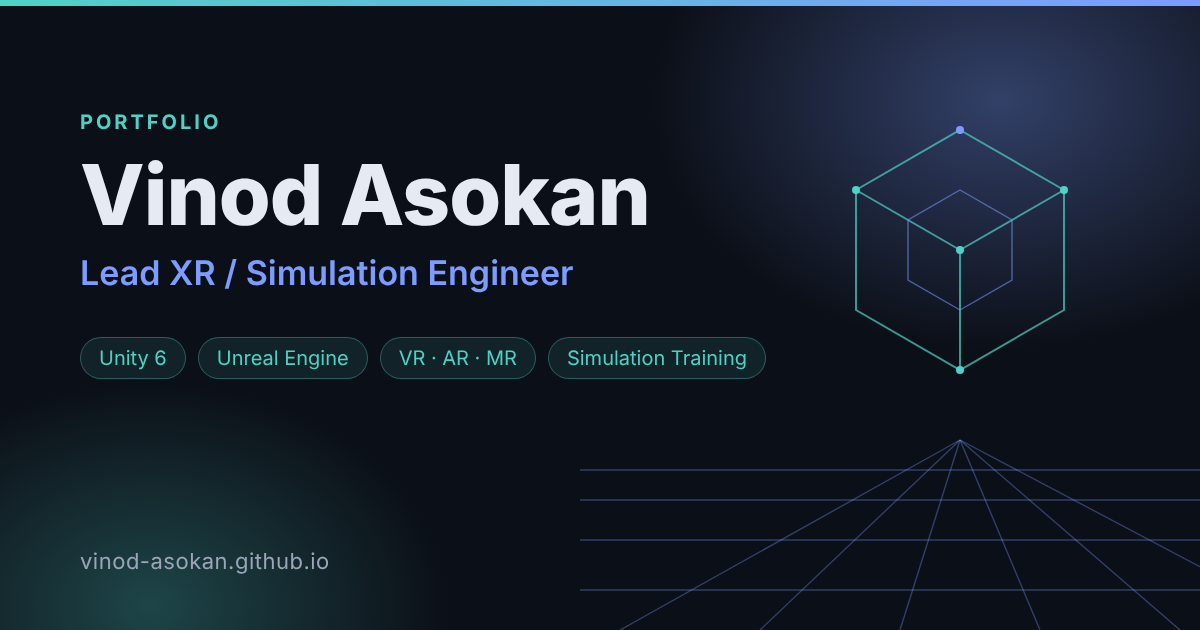 PORTFOLIO
Vinod Asokan
Lead XR / Simulation Engineer
Unity 6 Unreal Engine VR · AR · MR Simulation Training
vinod-asokan.github.io